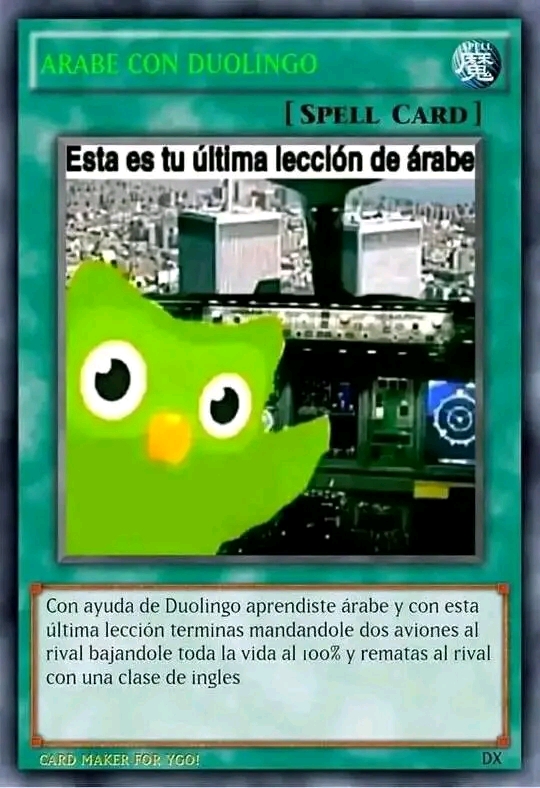 ARABE CON DUOLINGO
SPELL
魔
[ SPELL CARD ]
Esta es tu última lección de árabe
Con ayuda de Duolingo aprendiste árabe y con esta
última lección terminas mandandole dos aviones al
rival bajandole toda la vida al 100% y rematas al rival
con una clase de ingles
CARD MAKER FOR YGO!
DX